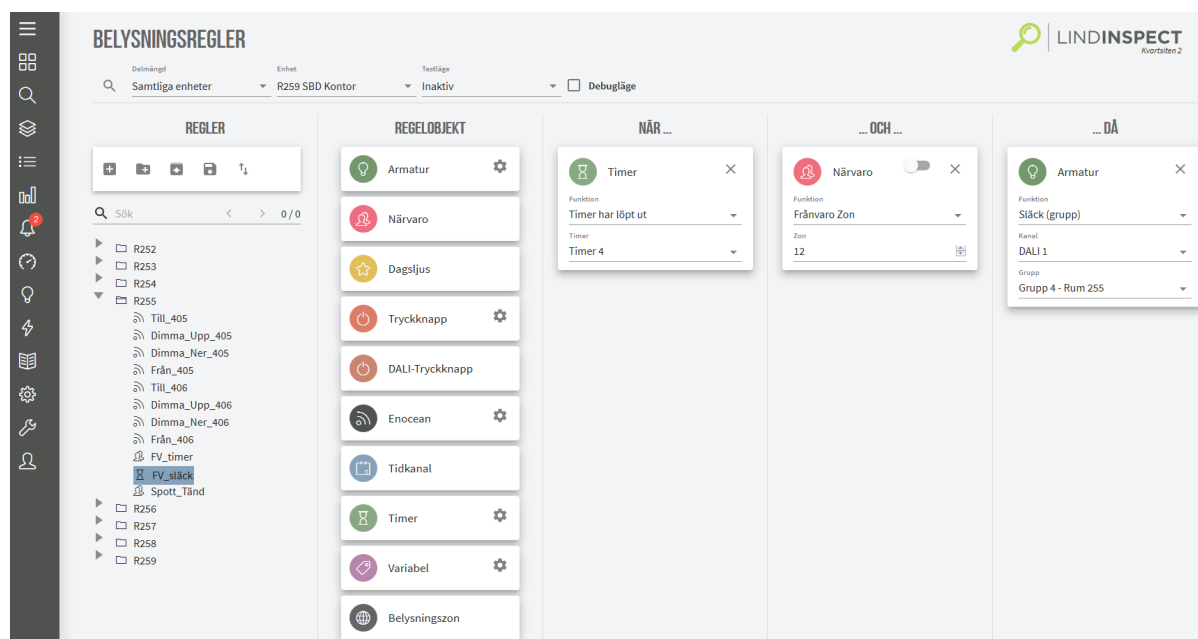 BELYSNINGSREGLER
LINDINSPECT
Kvartsiten 2
Delmängd
Samtliga enheter
Enhet
R259 SBD Kontor
Testläge
Inaktiv
Debugläge
2
REGLER
Sök
0 / 0
R252
R253
R254
R255
Till_405
Dimma_Upp_405
Dimma_Ner_405
Från_405
Till_406
Dimma_Upp_406
Dimma_Ner_406
Från_406
FV_timer
FV_släck
Spott_Tänd
R256
R257
R258
R259
REGELOBJEKT
Armatur
Närvaro
Dagsljus
Tryckknapp
DALI-Tryckknapp
Enocean
Tidkanal
Timer
Variabel
Belysningszon
NÄR ...
Timer
Funktion
Timer har löpt ut
Timer
Timer 4
... OCH ...
Närvaro
Funktion
Frånvaro Zon
Zon
12
... DÅ
Armatur
Funktion
Släck (grupp)
Kanal
DALI 1
Grupp
Grupp 4 - Rum 255